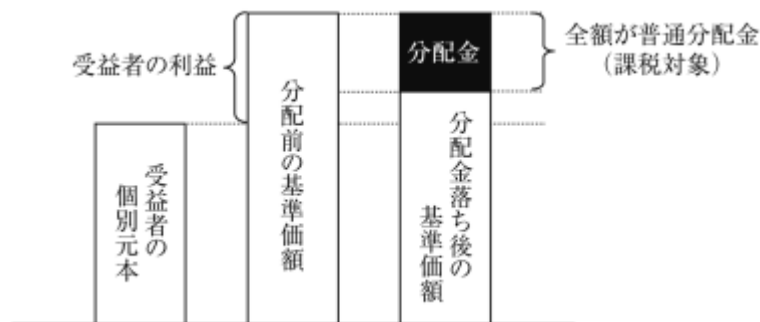 受益者の利益
受益者の
個別元本
分配前の基準価額
分配金
分配金落ち後の
基準価額
全額が普通分配金
（課税対象）